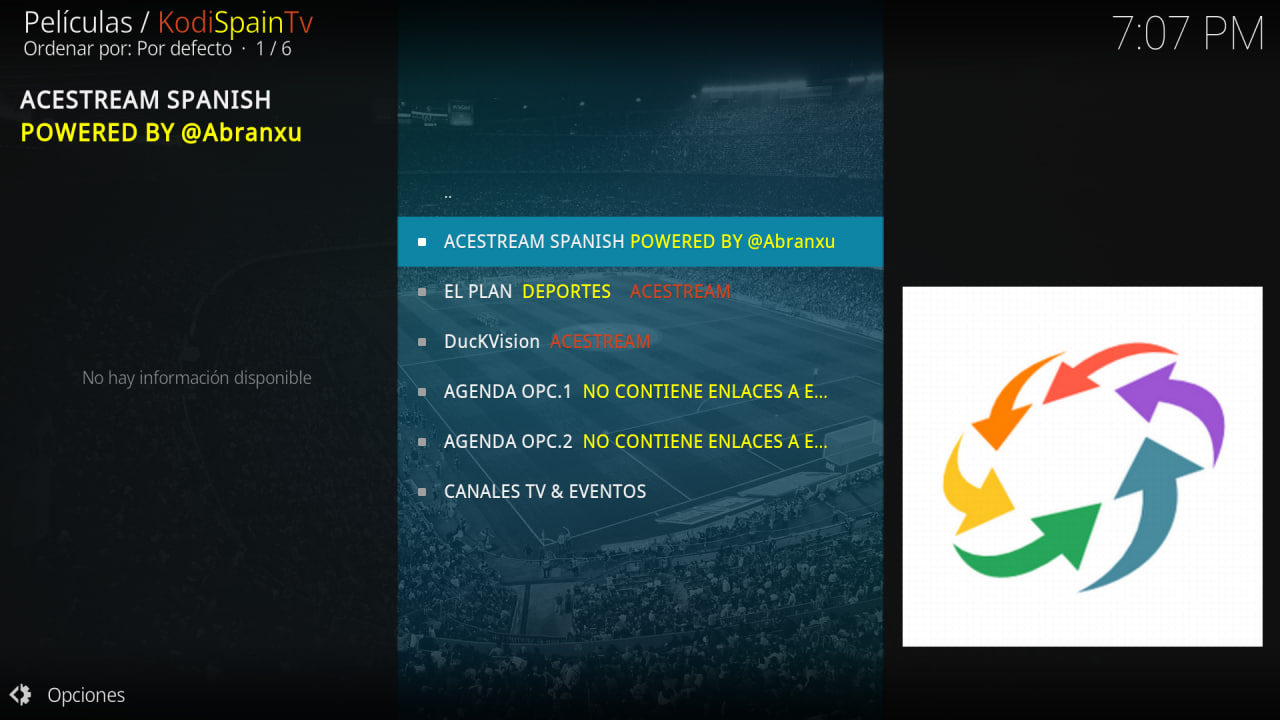 Películas / KodiSpainTv
Ordenar por: Por defecto · 1 / 6
7:07 PM
ACESTREAM SPANISH
POWERED BY @Abranxu
No hay información disponible
..
ACESTREAM SPANISH POWERED BY @Abranxu
EL PLAN DEPORTES ACESTREAM
DucKVision ACESTREAM
AGENDA OPC.1 NO CONTIENE ENLACES A E...
AGENDA OPC.2 NO CONTIENE ENLACES A E...
CANALES TV & EVENTOS
Opciones